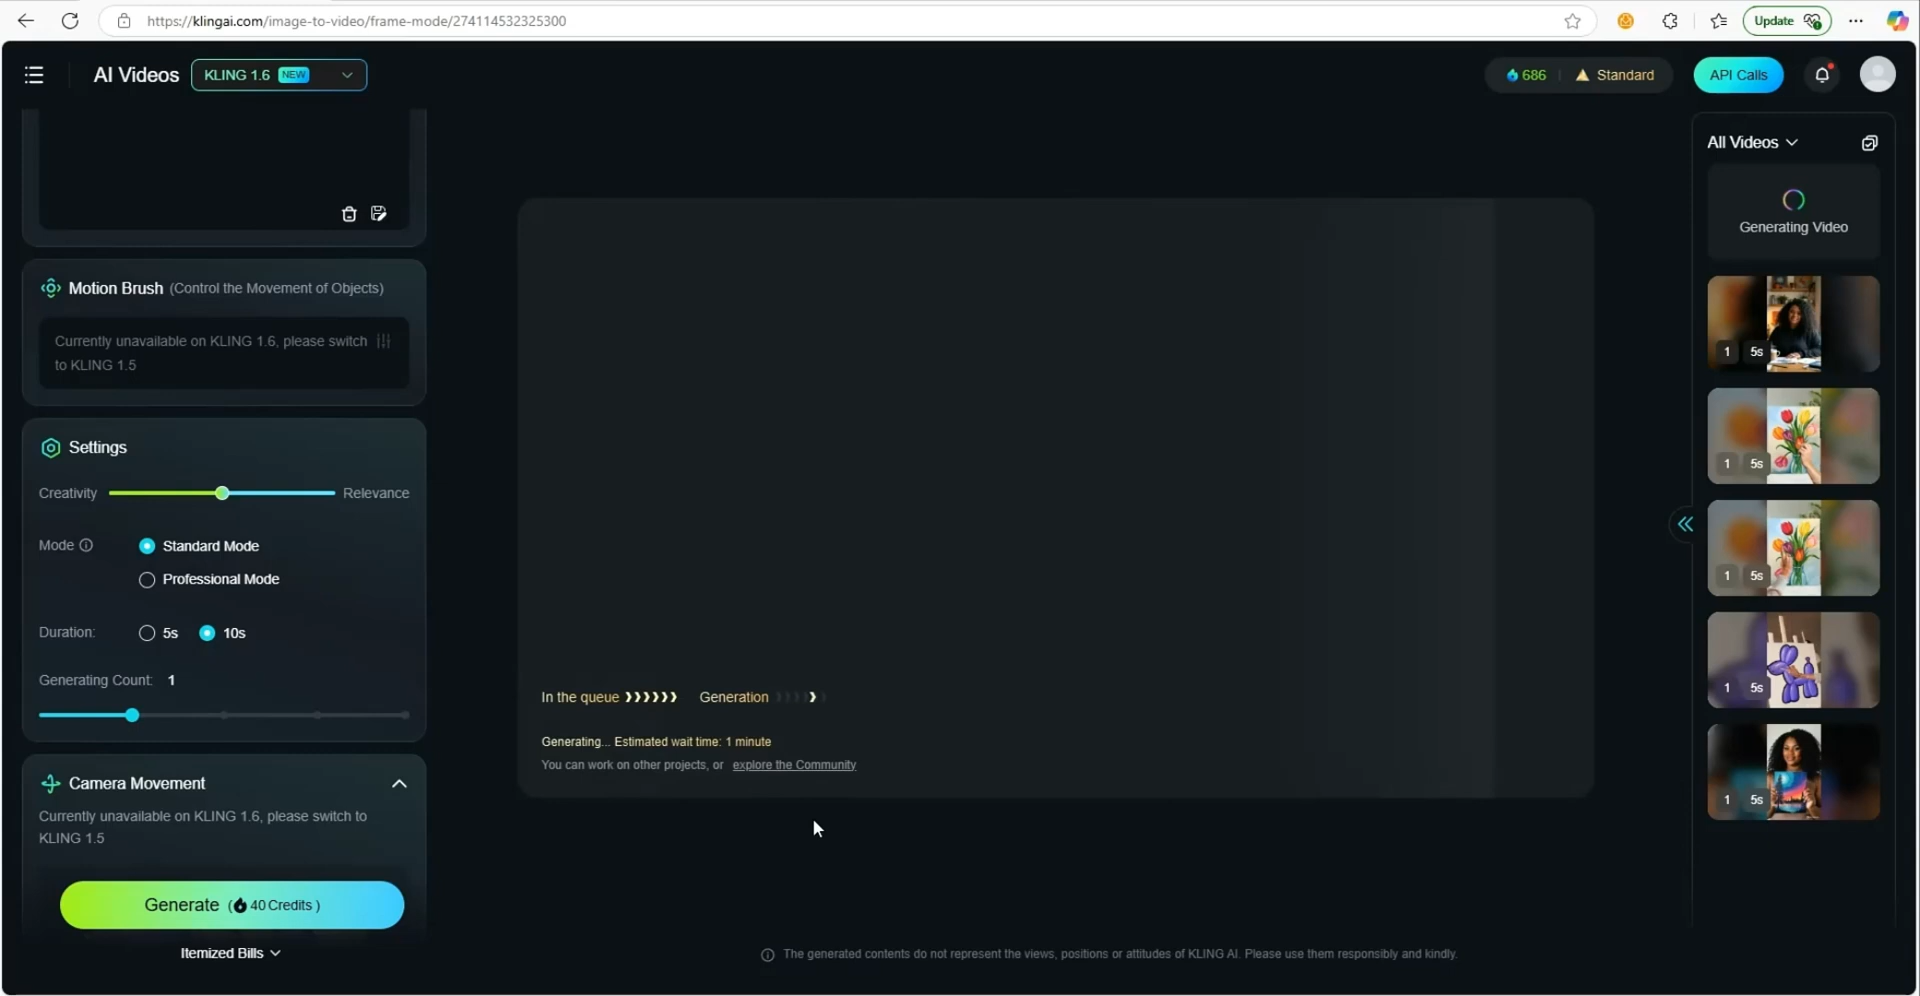 https://klingai.com/image-to-video/frame-mode/274114532325300
Update
AI Videos
KLING 1.6 NEW
686
Standard
API Calls
Motion Brush (Control the Movement of Objects)
Currently unavailable on KLING 1.6, please switch
to KLING 1.5
Settings
Creativity
Relevance
Mode
Standard Mode
Professional Mode
Duration:
5s
10s
Generating Count: 1
Camera Movement
Currently unavailable on KLING 1.6, please switch to
KLING 1.5
Generate ( 40 Credits )
Itemized Bills
In the queue
Generation
Generating... Estimated wait time: 1 minute
You can work on other projects, or explore the Community
The generated contents do not represent the views, positions or attitudes of KLING AI. Please use them responsibly and kindly.
All Videos
Generating Video
1 5s
1 5s
1 5s
1 5s
1 5s